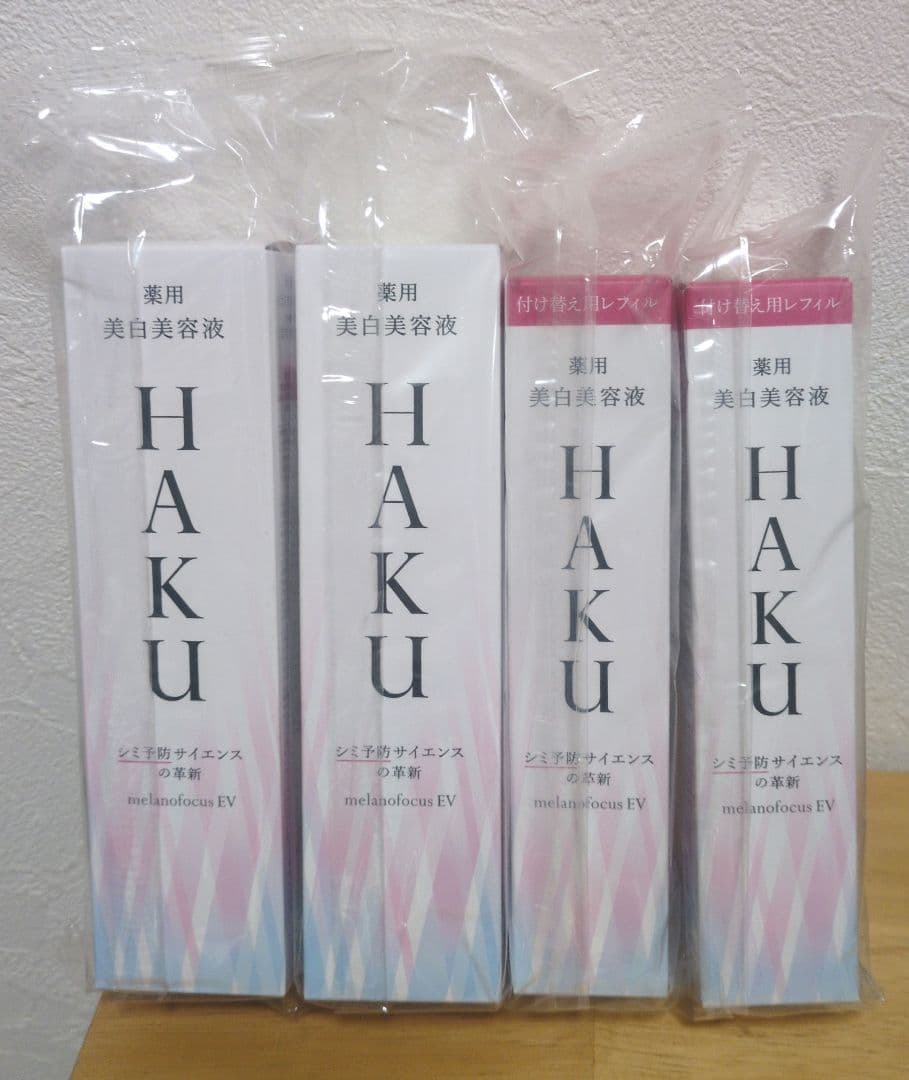 薬用
美白美容液
HAKU
シミ予防サイエンス
の革新
melanofocus EV
薬用
美白美容液
HAKU
シミ予防サイエンス
の革新
melanofocus EV
付け替え用レフィル
薬用
美白美容液
HAKU
シミ予防サイエンス
の革新
melanofocus EV
付け替え用レフィル
薬用
美白美容液
HAKU
シミ予防サイエンス
の革新
melanofocus EV